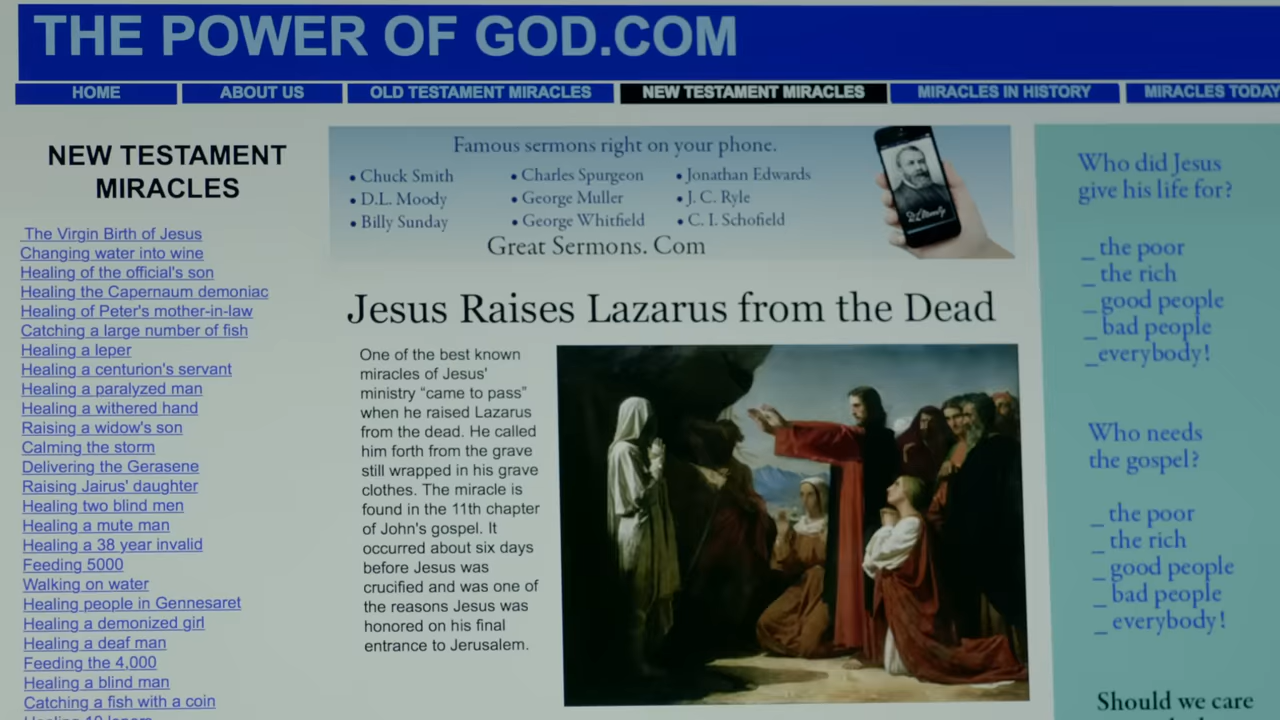 THE POWER OF GOD.COM
HOME
ABOUT US
OLD TESTAMENT MIRACLES
NEW TESTAMENT MIRACLES
MIRACLES IN HISTORY
MIRACLES TODAY
NEW TESTAMENT
MIRACLES
The Virgin Birth of Jesus
Changing water into wine
Healing of the official's son
Healing the Capernaum demoniac
Healing of Peter's mother-in-law
Catching a large number of fish
Healing a leper
Healing a centurion's servant
Healing a paralyzed man
Healing a withered hand
Raising a widow's son
Calming the storm
Delivering the Gerasene
Raising Jairus' daughter
Healing two blind men
Healing a mute man
Healing a 38 year invalid
Feeding 5000
Walking on water
Healing people in Gennesaret
Healing a demonized girl
Healing a deaf man
Feeding the 4,000
Healing a blind man
Catching a fish with a coin
Healing 10 lepers
Famous sermons right on your phone.
• Chuck Smith
• D.L. Moody
• Billy Sunday
• Charles Spurgeon
• George Muller
• George Whitfield
• Jonathan Edwards
• J. C. Ryle
• C. I. Schofield
Great Sermons. Com
D.L. Moody
Jesus Raises Lazarus from the Dead
One of the best known
miracles of Jesus'
ministry “came to pass”
when he raised Lazarus
from the dead. He called
him forth from the grave
still wrapped in his grave
clothes. The miracle is
found in the 11th chapter
of John's gospel. It
occurred about six days
before Jesus was
crucified and was one of
the reasons Jesus was
honored on his final
entrance to Jerusalem.
Who did Jesus
give his life for?
_ the poor
_ the rich
_ good people
_ bad people
_everybody!
Who needs
the gospel?
_ the poor
_ the rich
_ good people
_ bad people
_ everybody!
Should we care